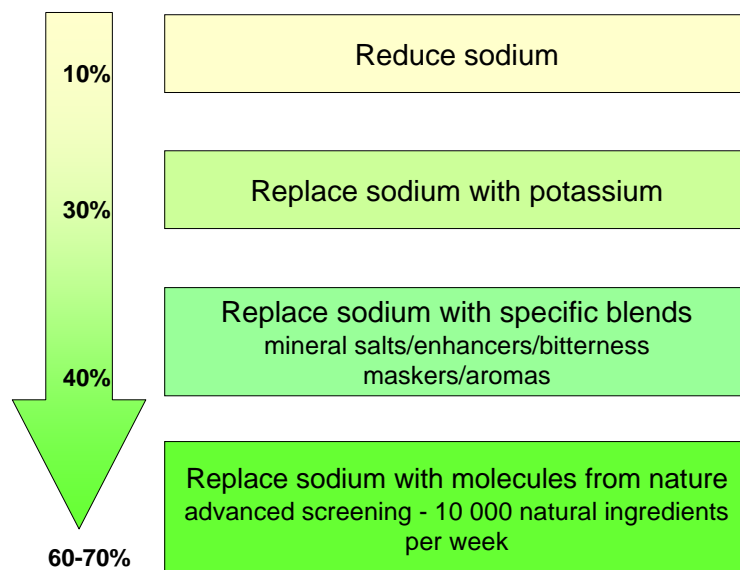 10%
Reduce sodium
30%
Replace sodium with potassium
40%
Replace sodium with specific blends
mineral salts/enhancers/bitterness
maskers/aromas
60-70%
Replace sodium with molecules from nature
advanced screening - 10 000 natural ingredients
per week